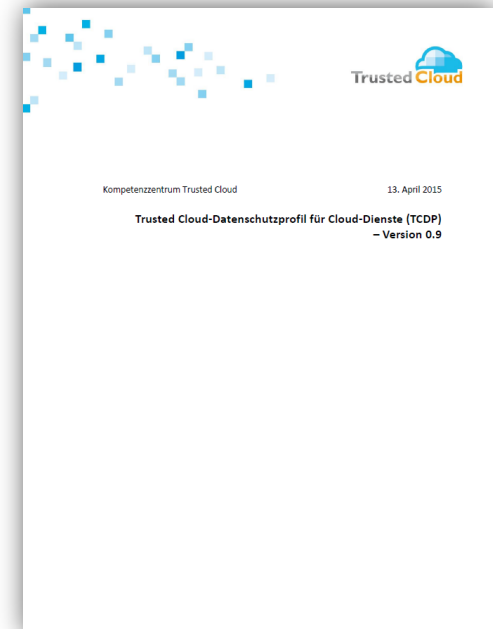 Trusted Cloud
Kompetenzzentrum Trusted Cloud 13. April 2015
Trusted Cloud-Datenschutzprofil für Cloud-Dienste (TCDP)
– Version 0.9